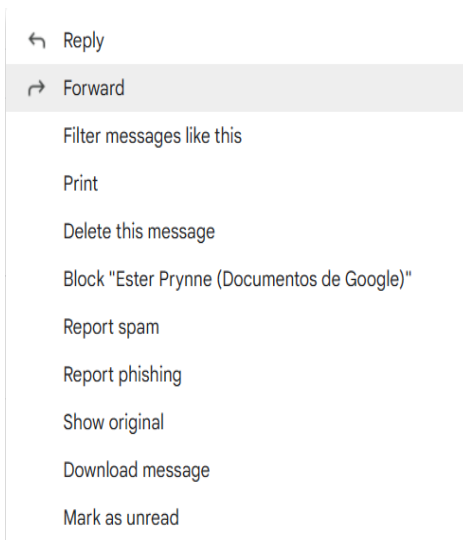 Reply
Forward
Filter messages like this
Print
Delete this message
Block "Ester Prynne (Documentos de Google)"
Report spam
Report phishing
Show original
Download message
Mark as unread